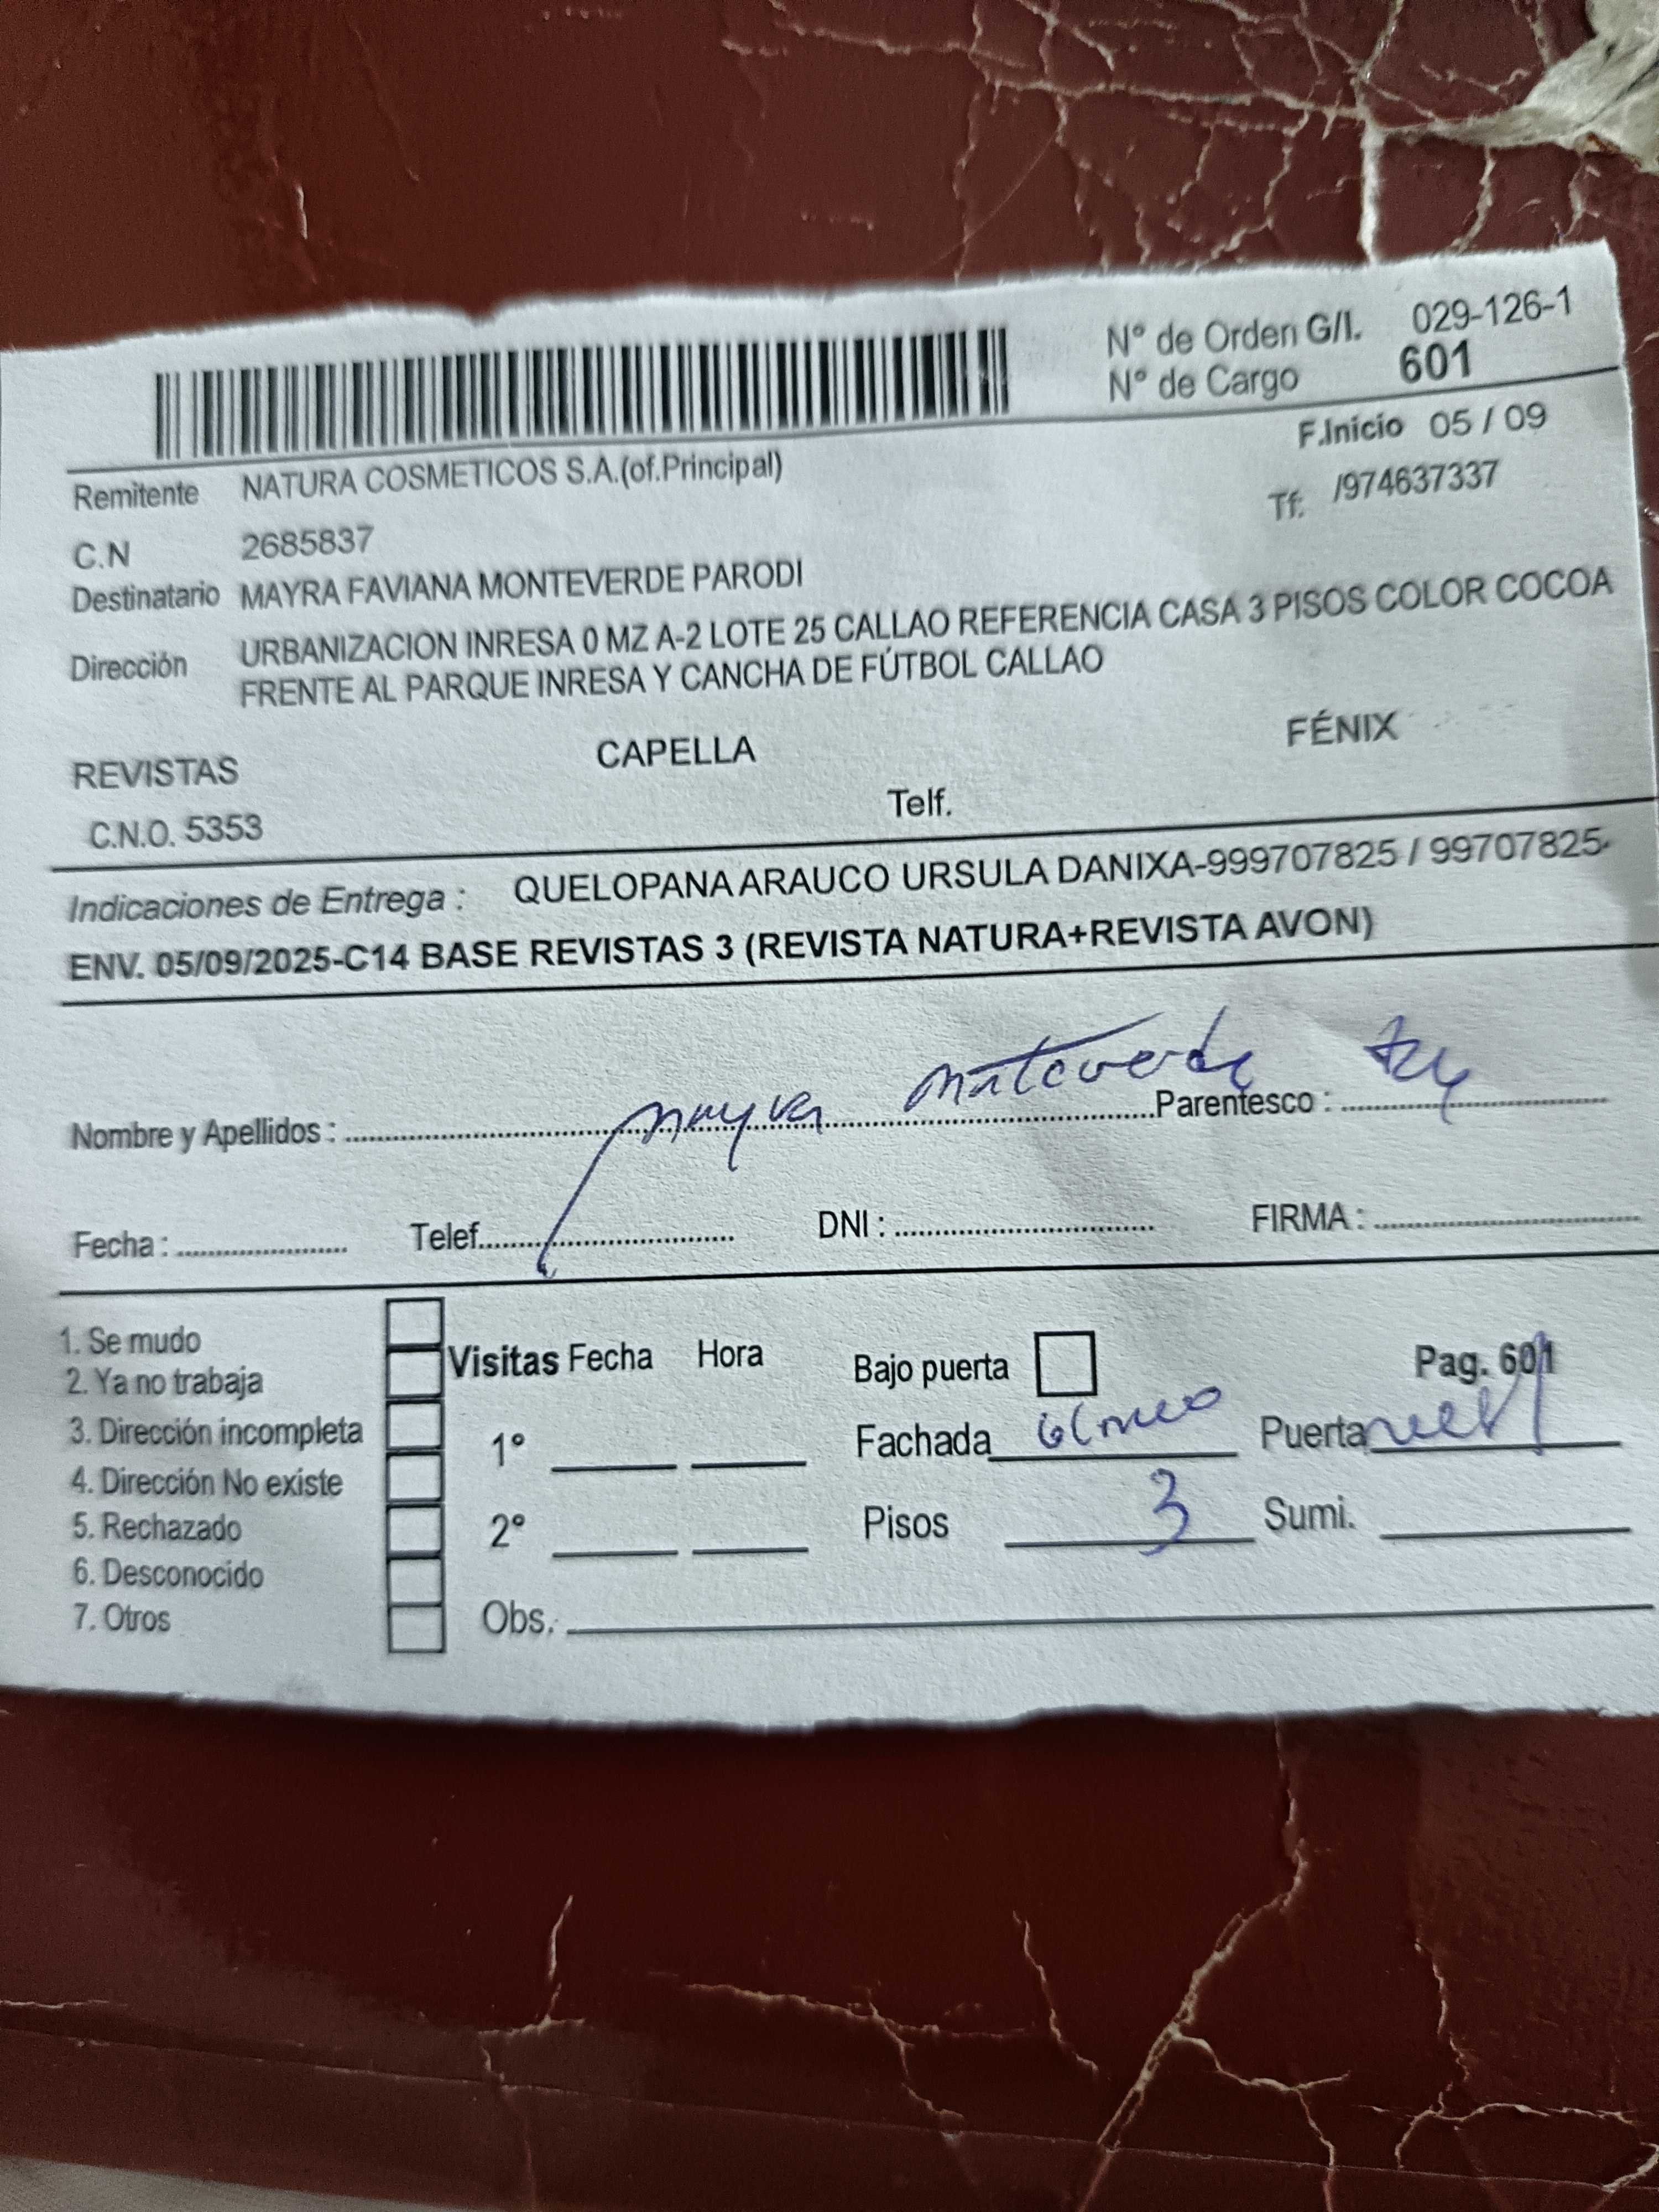 Nº de Orden G/I. 029-126-1
Nº de Cargo 601
F.Inicio 05 / 09
Remitente NATURA COSMETICOS S.A.(of.Principal)
Tf: /974637337
C.N 2685837
Destinatario MAYRA FAVIANA MONTEVERDE PARODI
Dirección URBANIZACION INRESA 0 MZ A-2 LOTE 25 CALLAO REFERENCIA CASA 3 PISOS COLOR COCOA
FRENTE AL PARQUE INRESA Y CANCHA DE FÚTBOL CALLAO
REVISTAS CAPELLA FÉNIX
C.N.O. 5353 Telf.
Indicaciones de Entrega : QUELOPANA ARAUCO URSULA DANIXA-999707825 / 99707825-
ENV. 05/09/2025-C14 BASE REVISTAS 3 (REVISTA NATURA+REVISTA AVON)
Nombre y Apellidos : mayra Parentesco :
Fecha : Telef. DNI : FIRMA :
1. Se mudo
2. Ya no trabaja
3. Dirección incompleta
4. Dirección No existe
5. Rechazado
6. Desconocido
7. Otros
Visitas Fecha Hora
1º
2º
Obs.
Bajo puerta Pag. 601
Fachada Puerta
Pisos 3 Sumi.